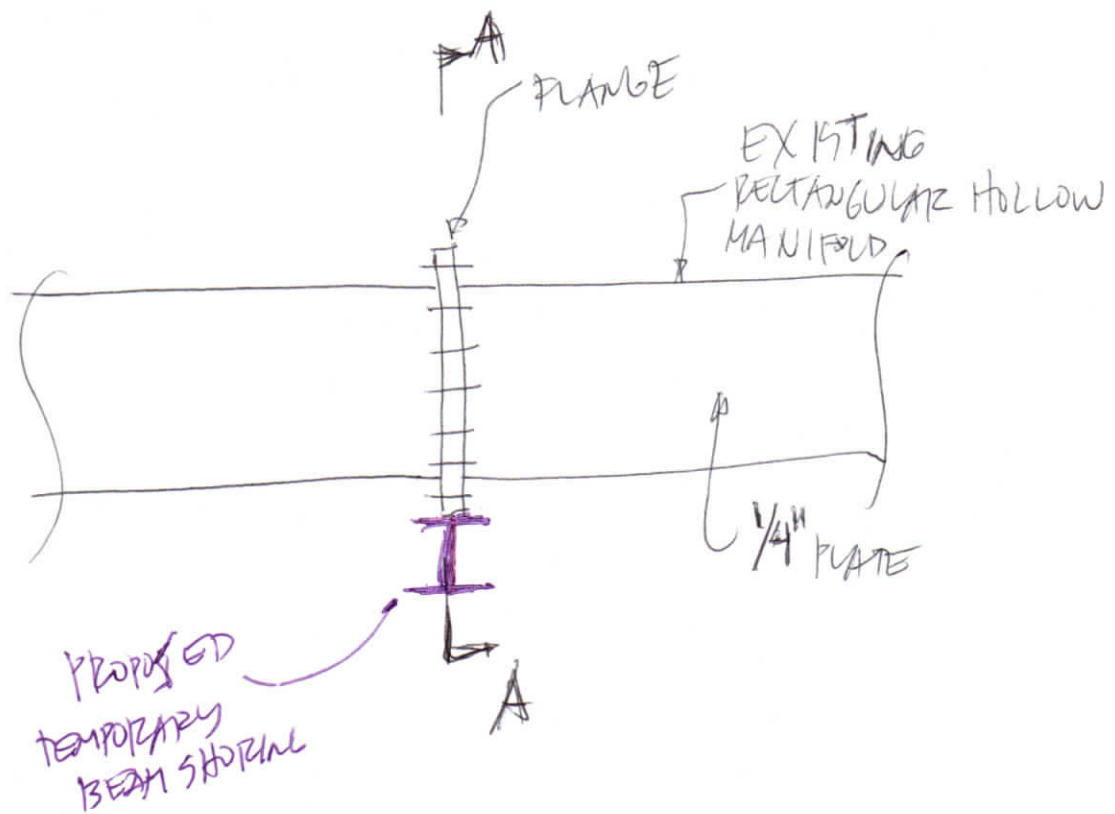 A
FLANGE
EXISTING
RECTANGULAR HOLLOW
MANIFOLD
1/4" PLATE
PROPOSED
TEMPORARY
BEAM SHORING
A